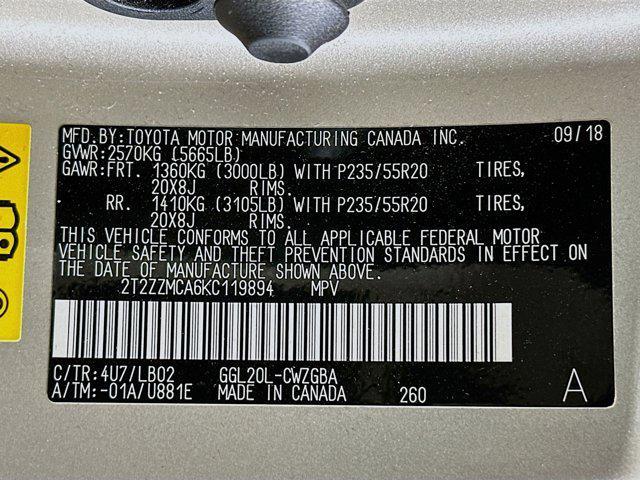 MFD.BY:TOYOTA MOTOR MANUFACTURING CANADA INC. 09/18
GVWR:2570KG (5665LB)
GAWR:FRT. 1360KG (3000LB) WITH P235/55R20 TIRES,
20X8J RIMS.
RR. 1410KG (3105LB) WITH P235/55R20 TIRES,
20X8J RIMS.
THIS VEHICLE CONFORMS TO ALL APPLICABLE FEDERAL MOTOR
VEHICLE SAFETY AND THEFT PREVENTION STANDARDS IN EFFECT ON
THE DATE OF MANUFACTURE SHOWN ABOVE.
2T2ZZMCA6KC119894 MPV
C/TR:4U7/LB02 GGL20L-CWZGBA
A/TM:-01A/U881E MADE IN CANADA 260 A